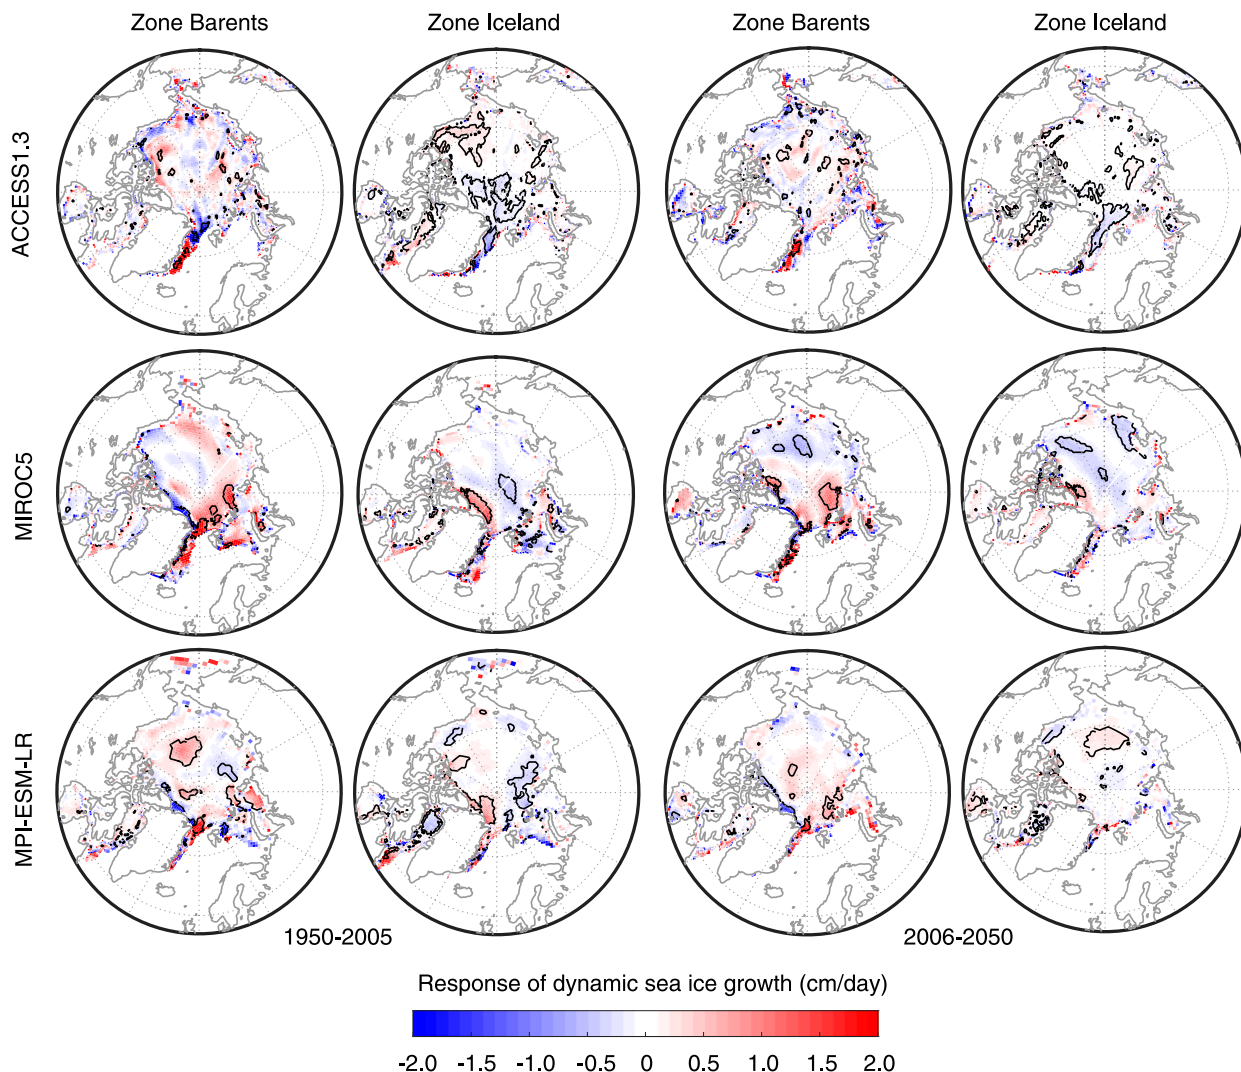 Zone Barents Zone Iceland Zone Barents Zone Iceland
ACCESS1.3
MIROC5
MPI-ESM-LR
1950-2005 2006-2050
Response of dynamic sea ice growth (cm/day)
-2.0 -1.5 -1.0 -0.5 0 0.5 1.0 1.5 2.0